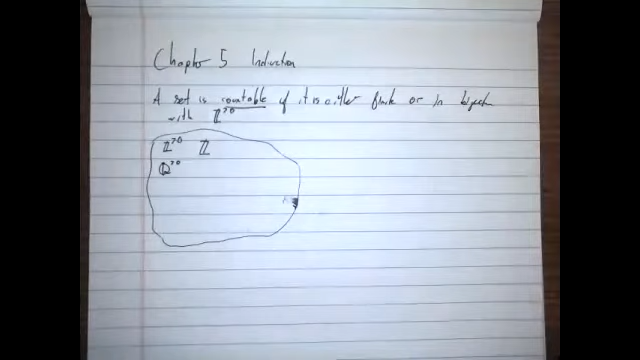 Chapter 5 Induction
A set is countable if it is either finite or in bijection
with ℤ^>0
ℤ^>0 ℤ
ℚ^>0